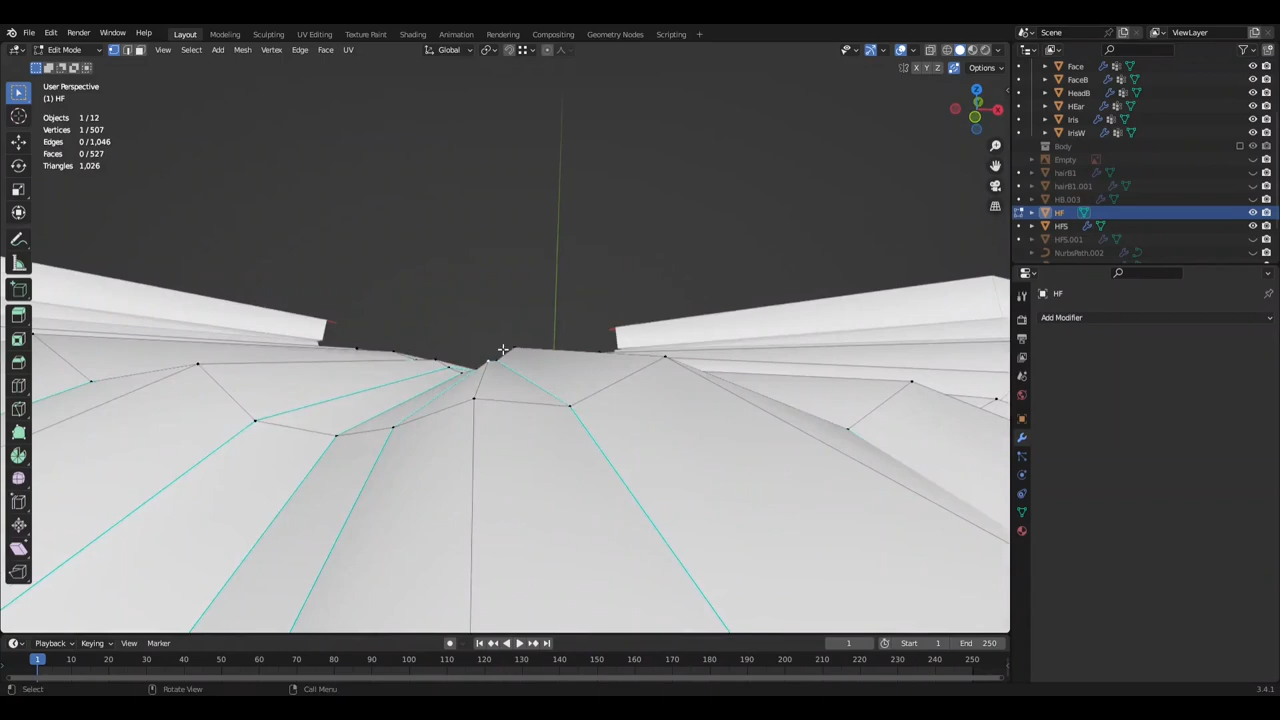 File Edit Render Window Help Layout Modeling Sculpting UV Editing Texture Paint Shading Animation Rendering Compositing Geometry Nodes Scripting + Scene ViewLayer
Edit Mode View Select Add Mesh Vertex Edge Face UV Global
X Y Z Options
User Perspective
(1) HF
Objects 1 / 12
Vertices 1 / 507
Edges 0 / 1,046
Faces 0 / 527
Triangles 1,026
Z
X
Face
FaceB
HeadB
HEar
Iris
IrisW
Body
Empty
hairB1
hairB1.001
HB.003
HF
HFS
HFS.001
NurbsPath.002
HF
Add Modifier
Playback Keying View Marker 1 Start 1 End 250
1 10 20 30 40 50 60 70 80 90 100 110 120 130 140 150 160 170 180 190 200 210 220 230 240 250
Select Rotate View Call Menu 3.4.1